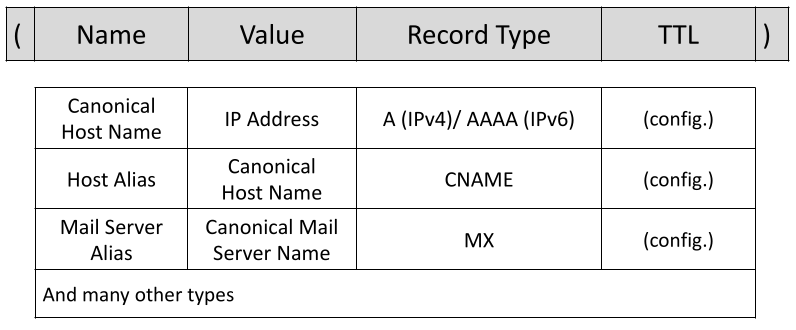 ( Name Value Record Type TTL )
Canonical Host Name IP Address A (IPv4)/ AAAA (IPv6) (config.)
Host Alias Canonical Host Name CNAME (config.)
Mail Server Alias Canonical Mail Server Name MX (config.)
And many other types